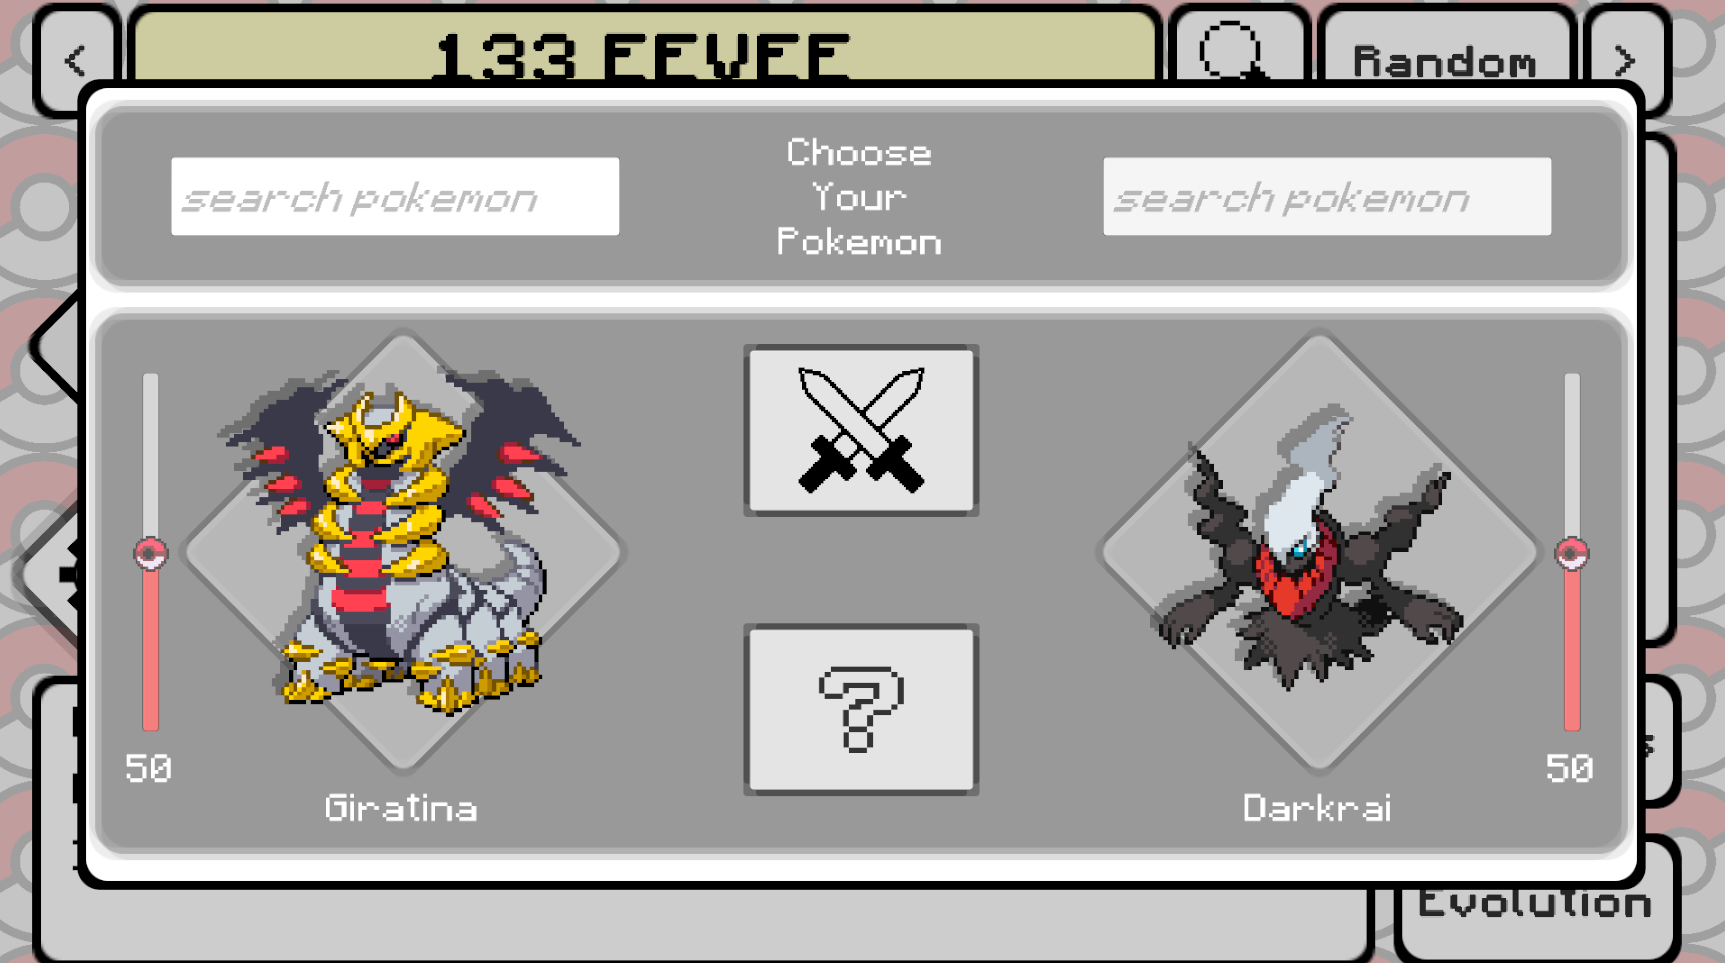 <
133 EEVEE
Random
>
search pokemon
Choose
Your
Pokemon
search pokemon
?
50
Giratina
50
Darkrai
s
Evolution